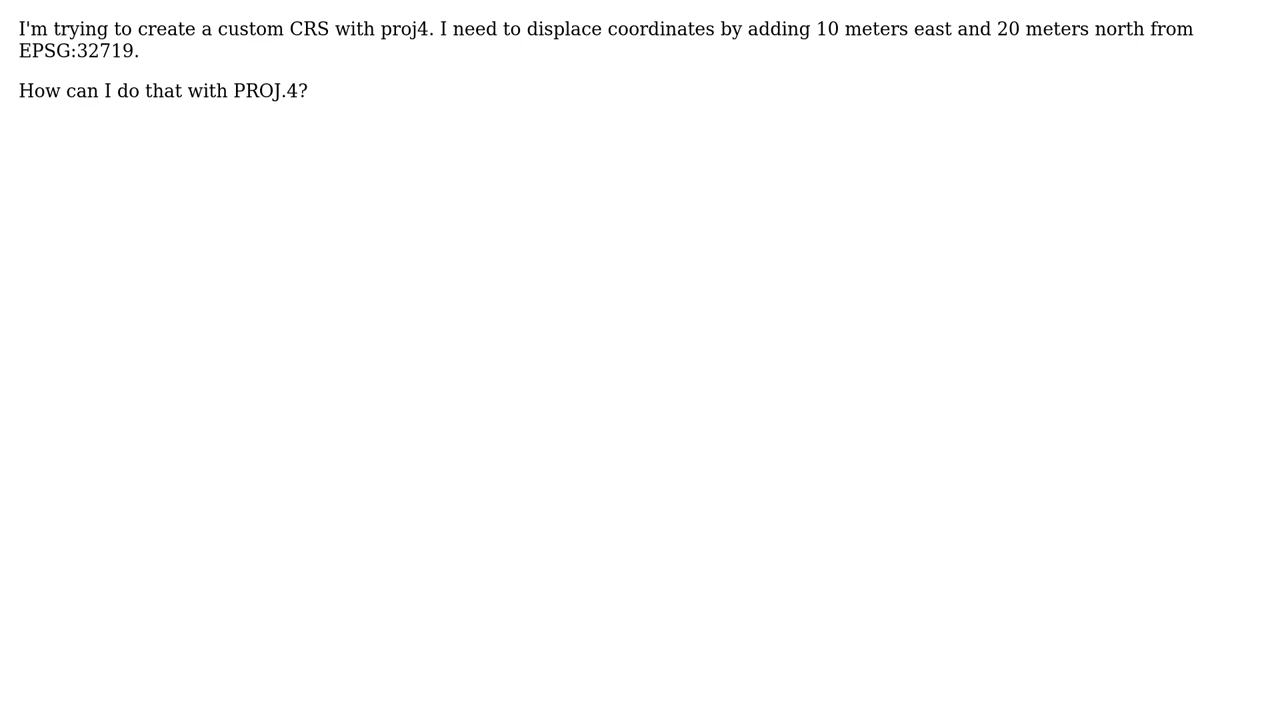 I'm trying to create a custom CRS with proj4. I need to displace coordinates by adding 10 meters east and 20 meters north from
EPSG:32719.
How can I do that with PROJ.4?